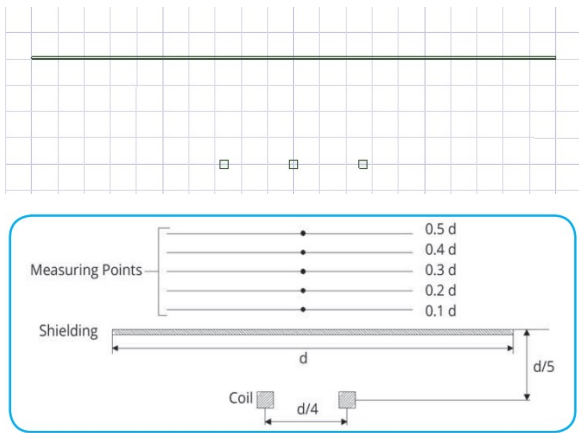 0.5 d
0.4 d
Measuring Points
0.3 d
0.2 d
0.1 d
Shielding
d
d/5
Coil
d/4